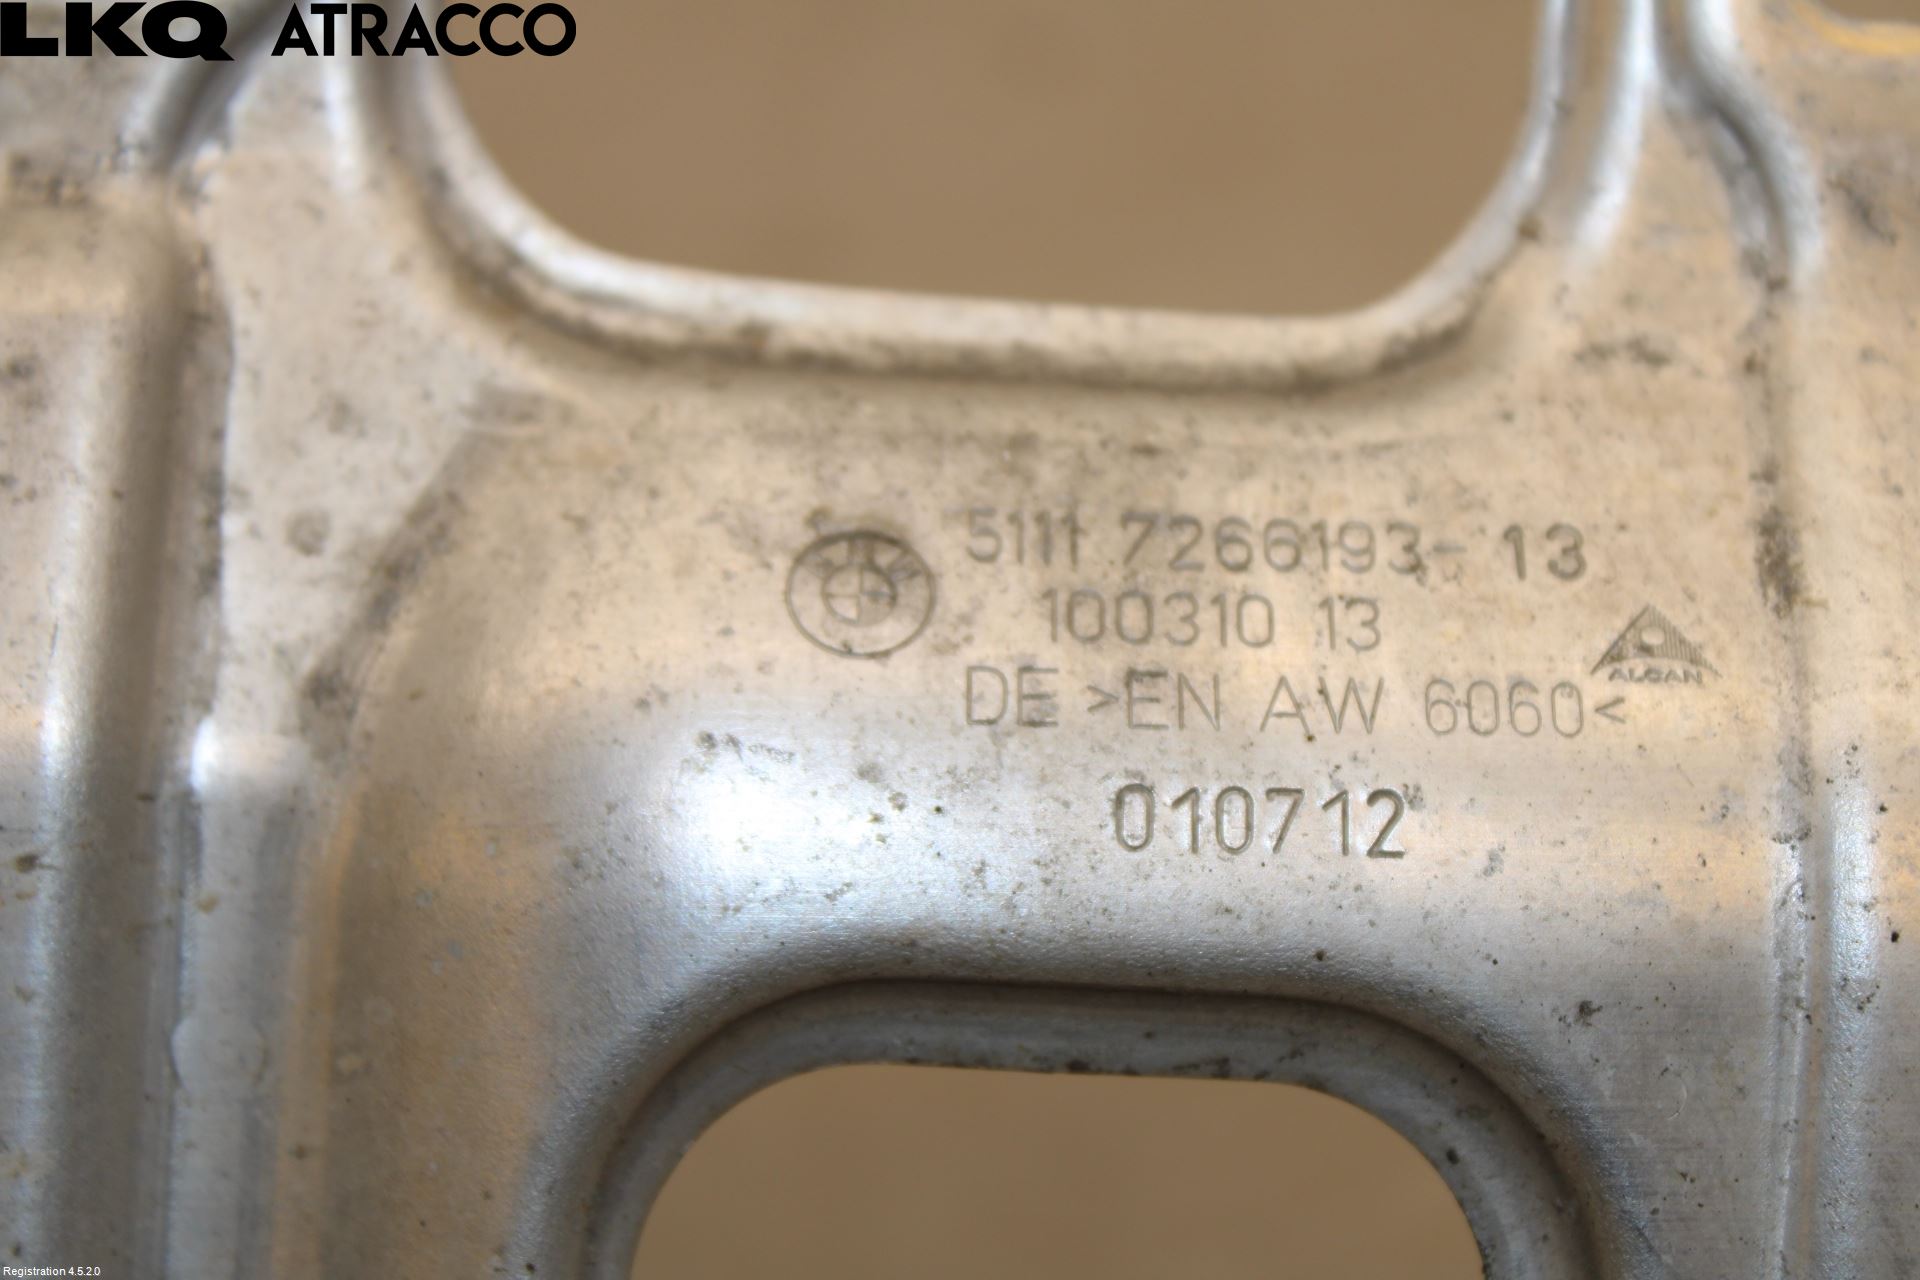 LKQ ATRACCO
5111 7266193- 13
100310 13
ALCAN
DE >EN AW 6060<
010712
Registration 4.5.2.0